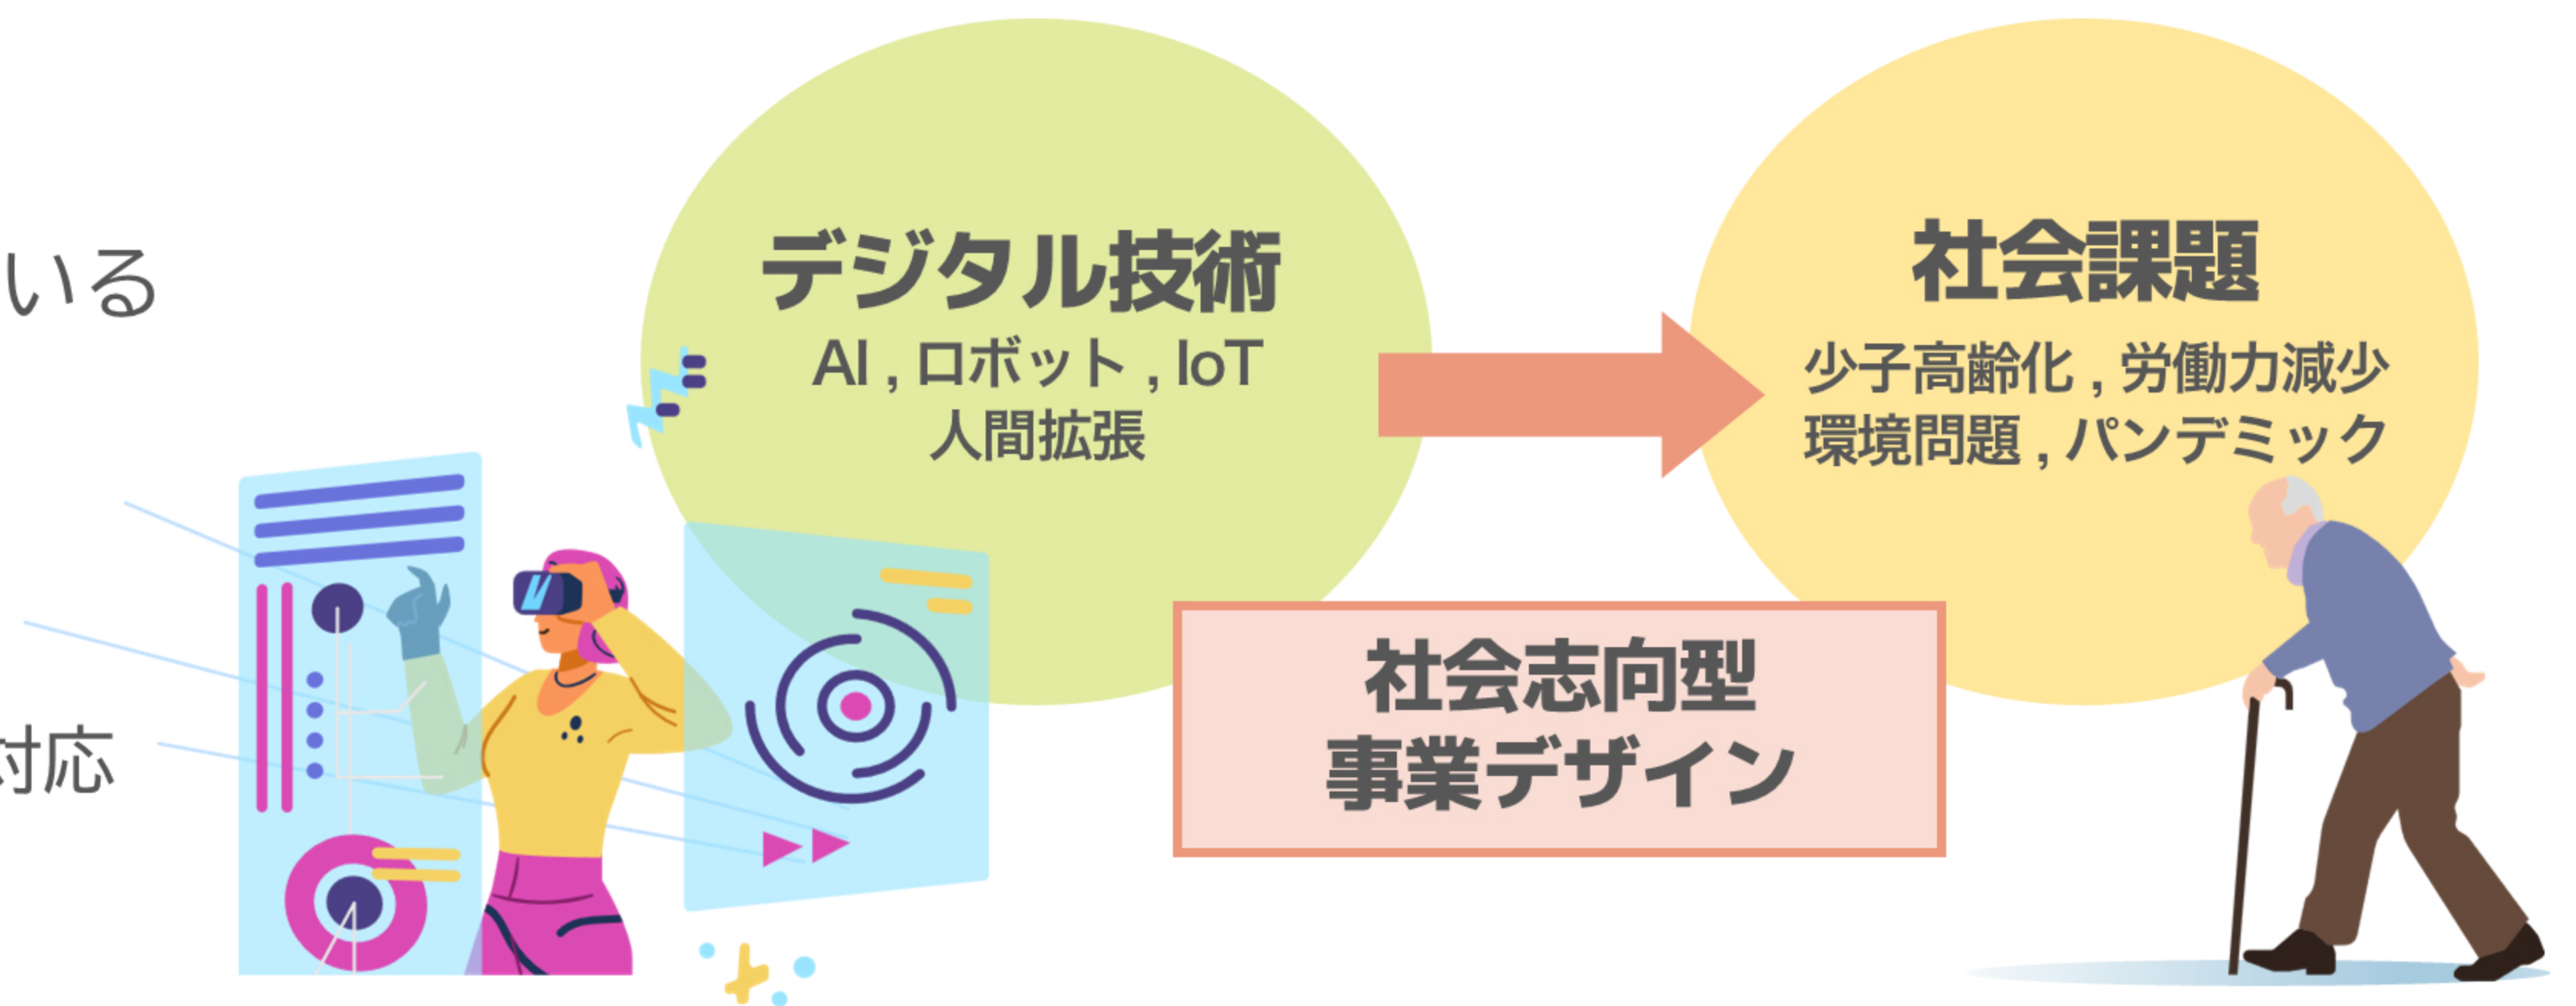 いる
対応
デジタル技術
AI , ロボット , IoT
人間拡張
社会課題
少子高齢化 , 労働力減少
環境問題 , パンデミック
社会志向型
事業デザイン